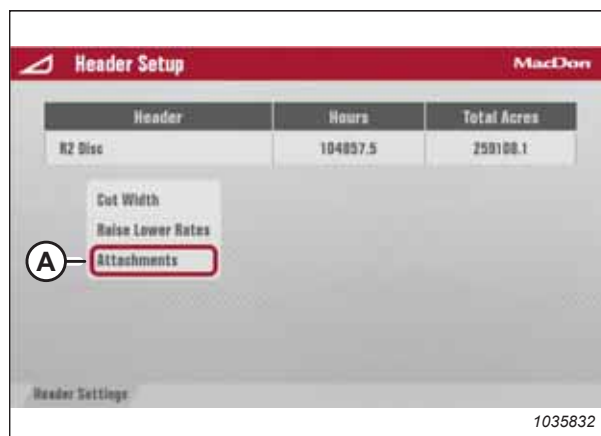 Header Setup
MacDon
Header Hours Total Acres
R2 Disc 104857.5 259108.1
Cut Width
Raise Lower Rates
A
Attachments
Header Settings
1035832